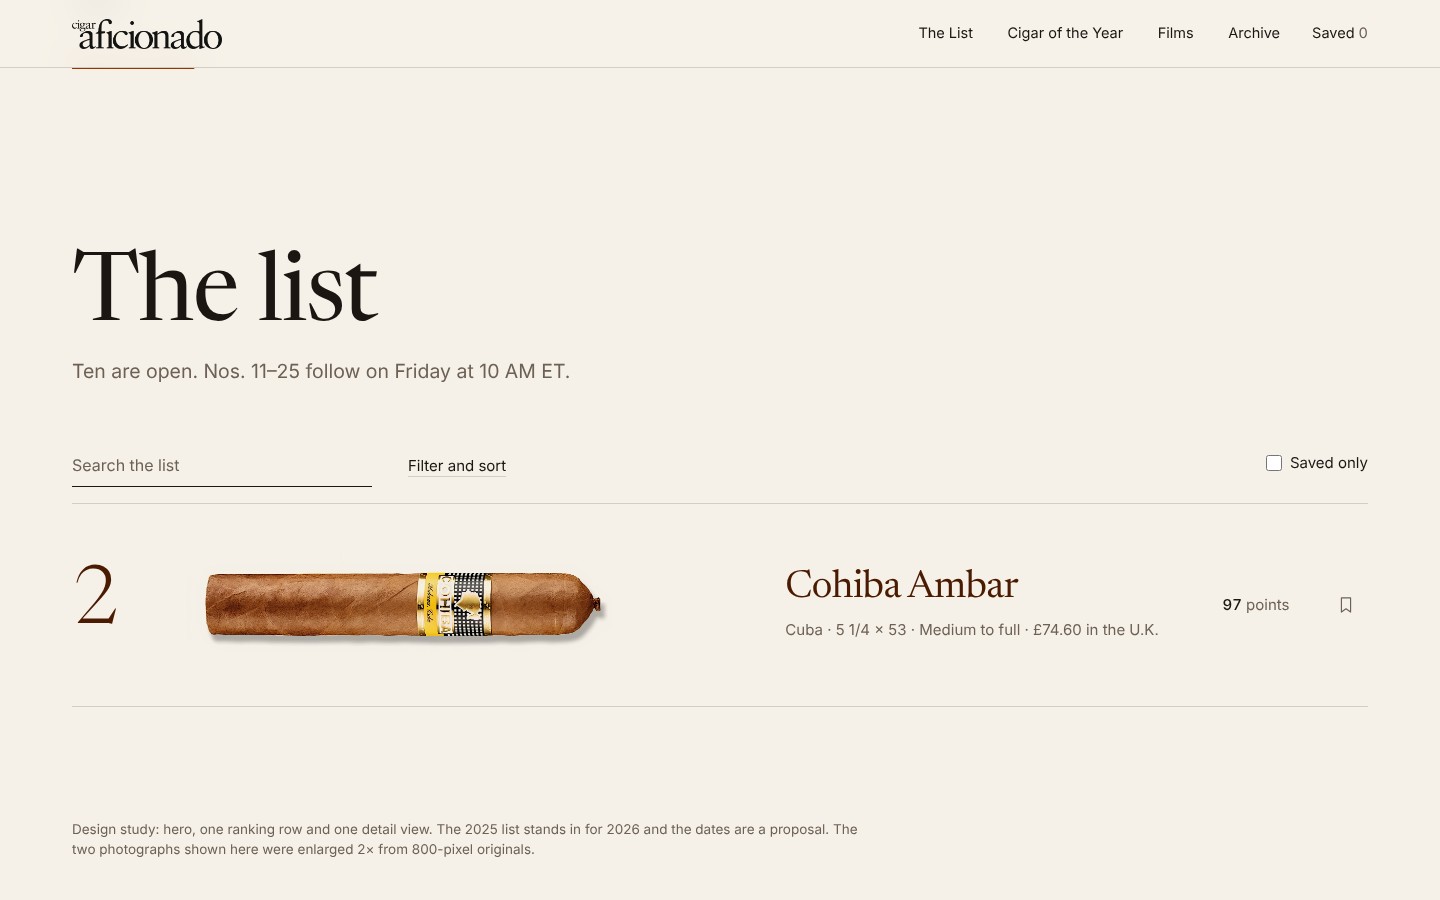 cigar
aficionado
The List
Cigar of the Year
Films
Archive
Saved 0
The list
Ten are open. Nos. 11–25 follow on Friday at 10 AM ET.
Search the list
Filter and sort
Saved only
2
COHIBA
Cohiba Ambar
Cuba · 5 1/4 × 53 · Medium to full · £74.60 in the U.K.
97 points
Design study: hero, one ranking row and one detail view. The 2025 list stands in for 2026 and the dates are a proposal. The
two photographs shown here were enlarged 2× from 800-pixel originals.